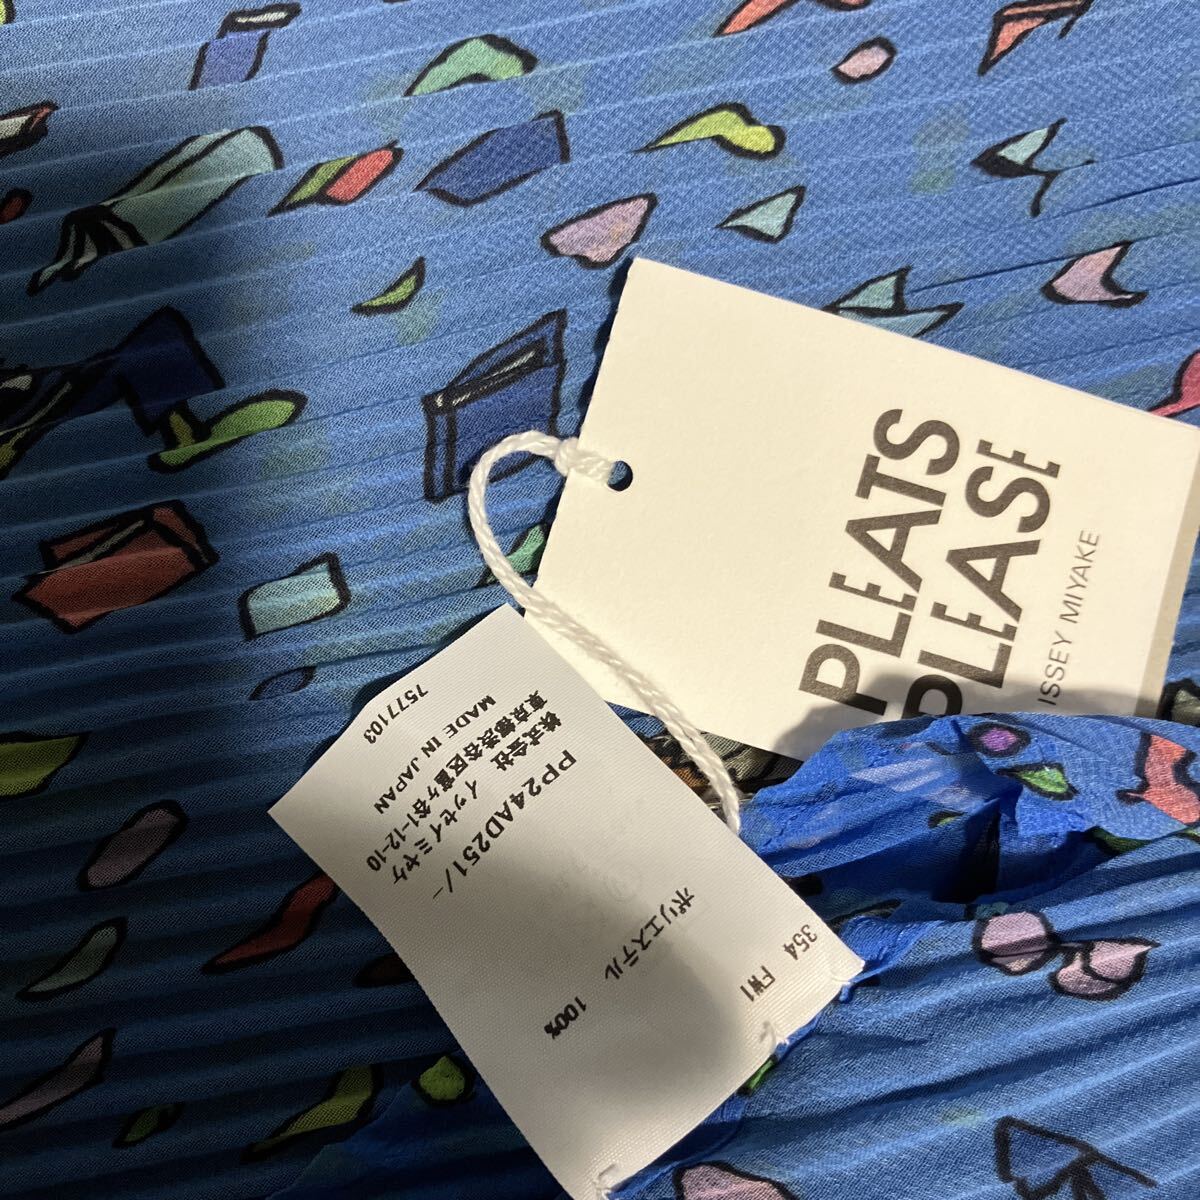 PLEATS
PLEASE
ISSEY MIYAKE
354 FW1
ポリエステル 100%
PP24AD251/-
株式会社 イッセイミヤケ
東京都渋谷区富ヶ谷1-12-10
MADE IN JAPAN
7577103